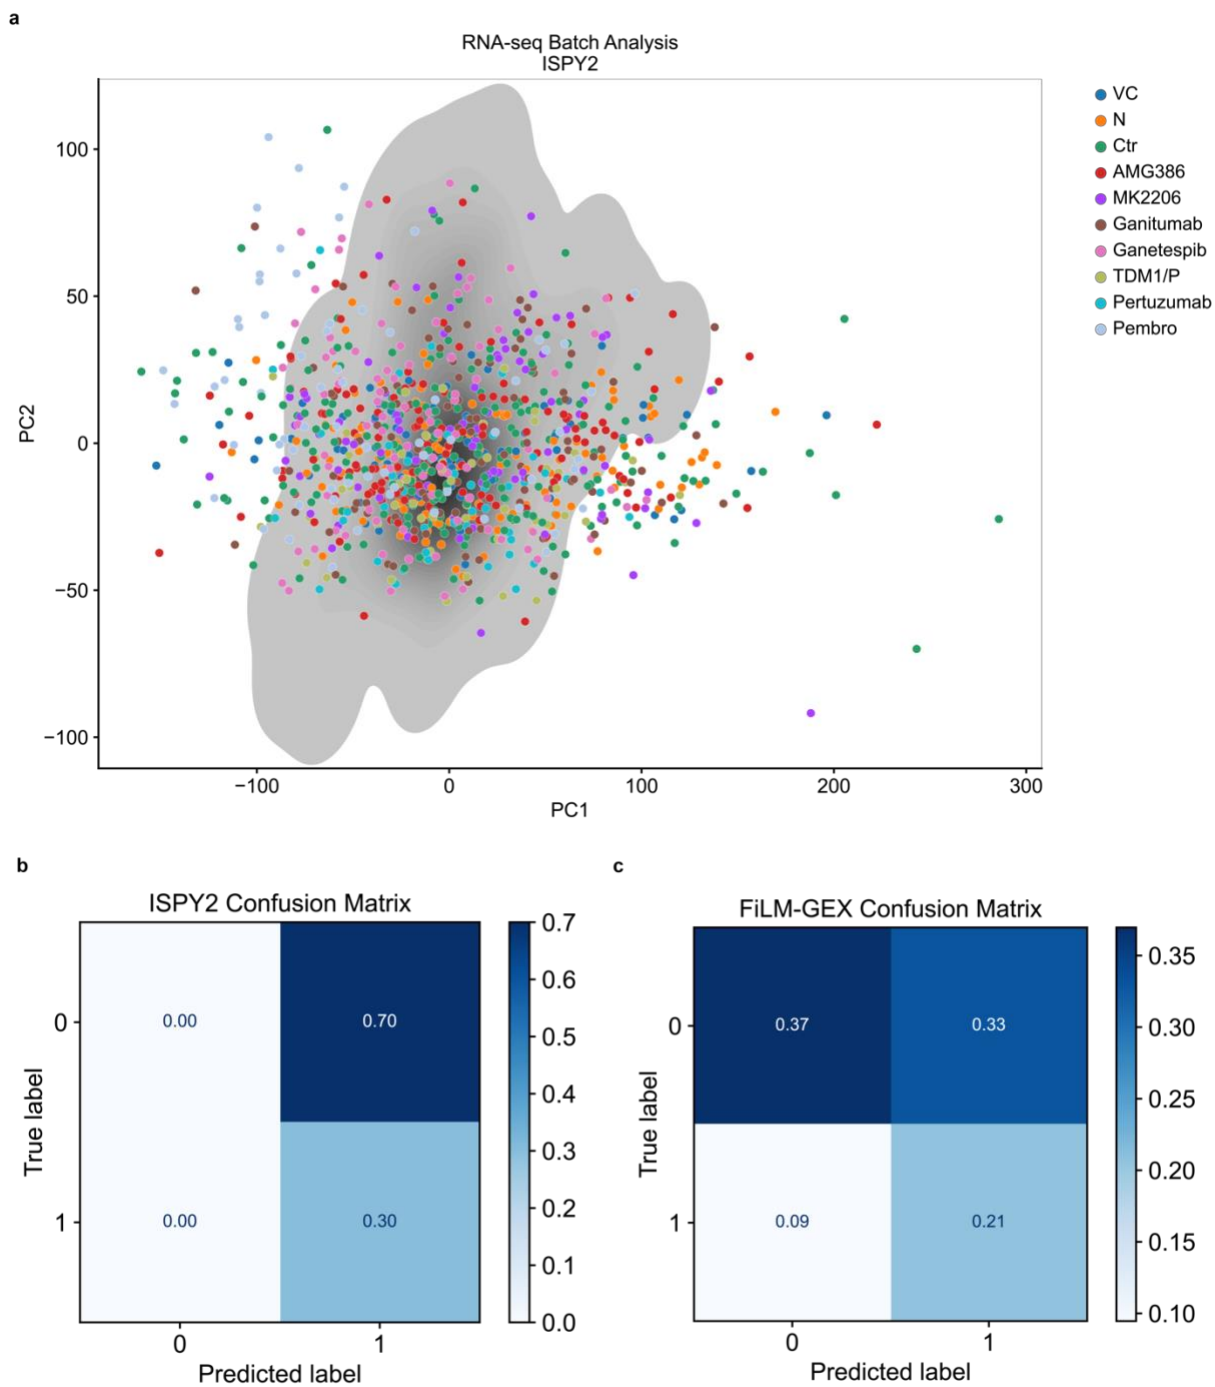 a
RNA-seq Batch Analysis
ISPY2
VC
N
Ctr
AMG386
MK2206
Ganitumab
Ganetespib
TDM1/P
Pertuzumab
Pembro
100
50
0
−50
−100
PC2
−100 0 100 200 300
PC1
b
ISPY2 Confusion Matrix
0.00 0.70
0.00 0.30
0
1
True label
0 1
Predicted label
0.7
0.6
0.5
0.4
0.3
0.2
0.1
0.0
c
FiLM-GEX Confusion Matrix
0.37 0.33
0.09 0.21
0
1
True label
0 1
Predicted label
0.35
0.30
0.25
0.20
0.15
0.10